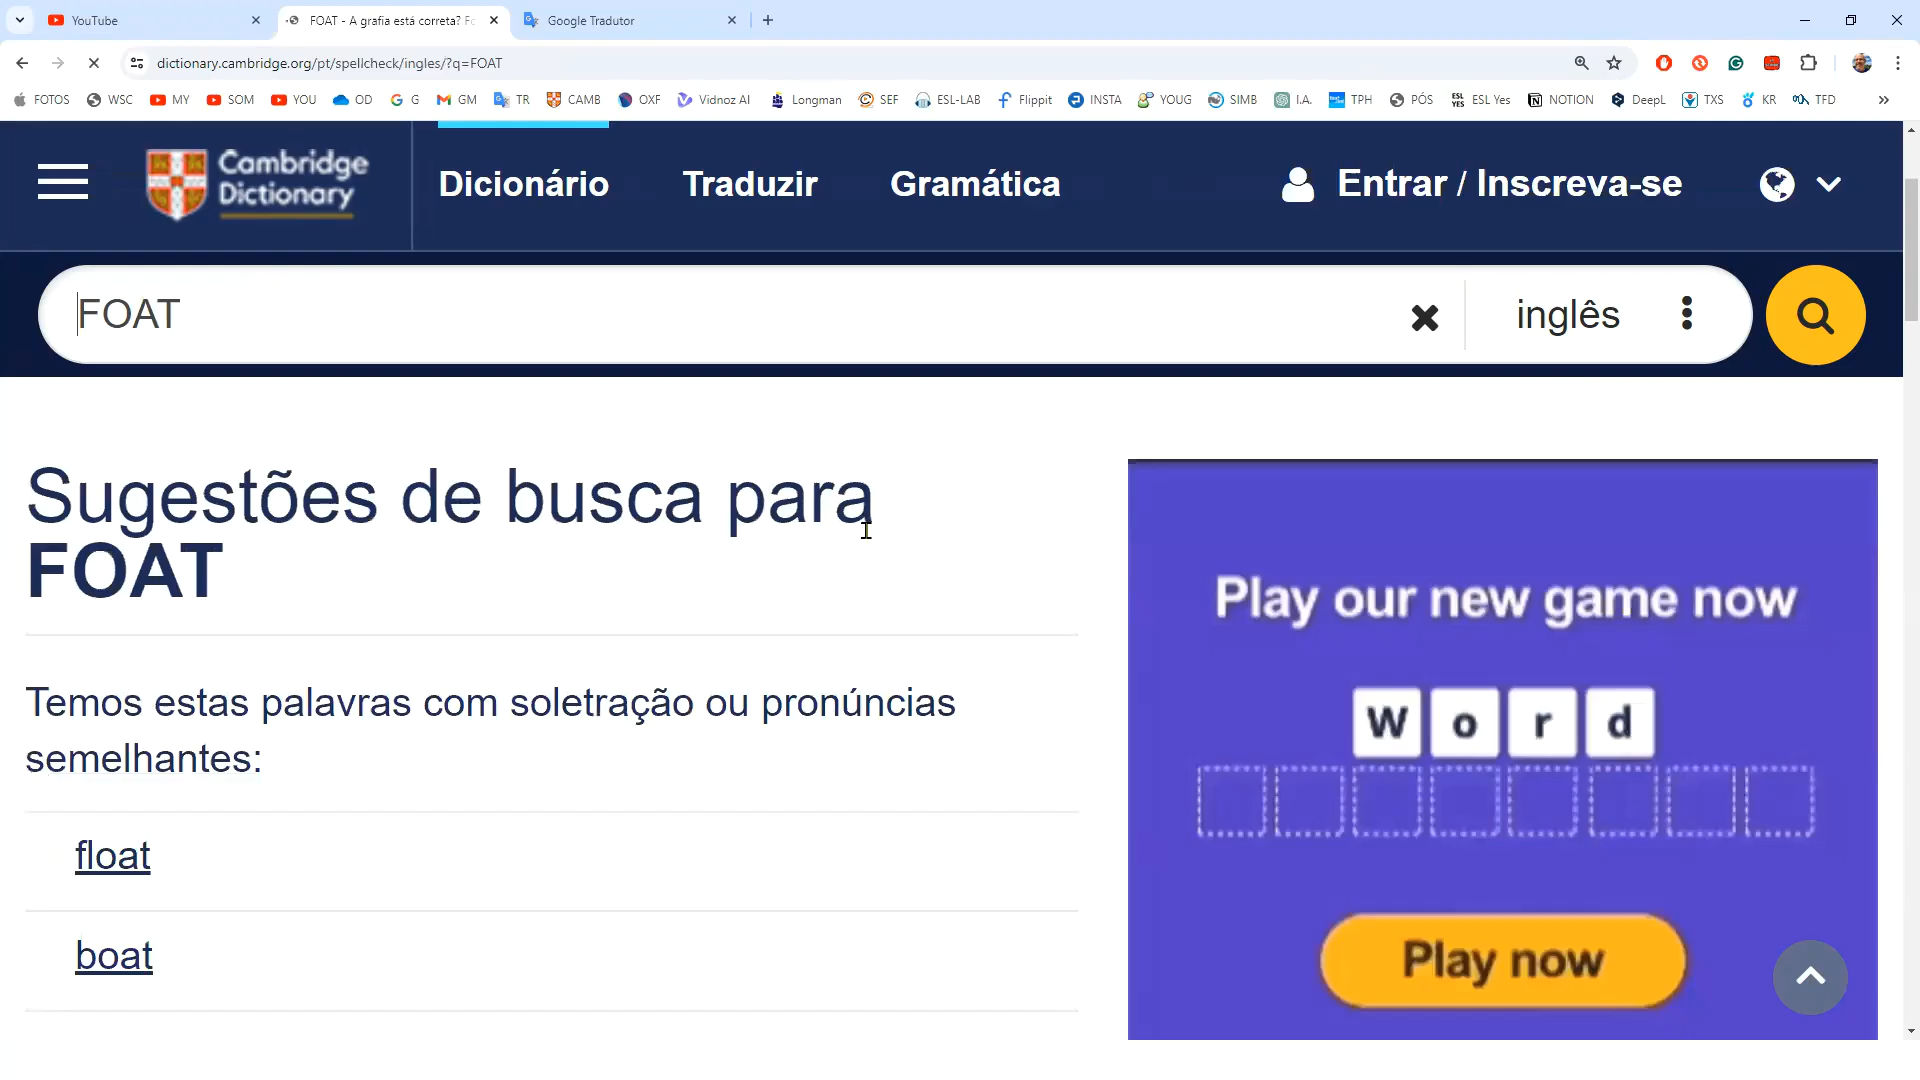 YouTube
FOAT - A grafia está correta? Fo
Google Tradutor
dictionary.cambridge.org/pt/spellcheck/ingles/?q=FOAT
FOTOS WSC MY SOM YOU OD G GM TR CAMB OXF Vidnoz AI Longman SEF ESL-LAB Flippit INSTA YOUG SIMB I.A. TPH PÓS ESL Yes NOTION DeepL TXS KR TFD
Cambridge
Dictionary
Dicionário Traduzir Gramática Entrar / Inscreva-se
FOAT inglês
Sugestões de busca para
FOAT
Temos estas palavras com soletração ou pronúncias
semelhantes:
float
boat
Play our new game now
W o r d
Play now